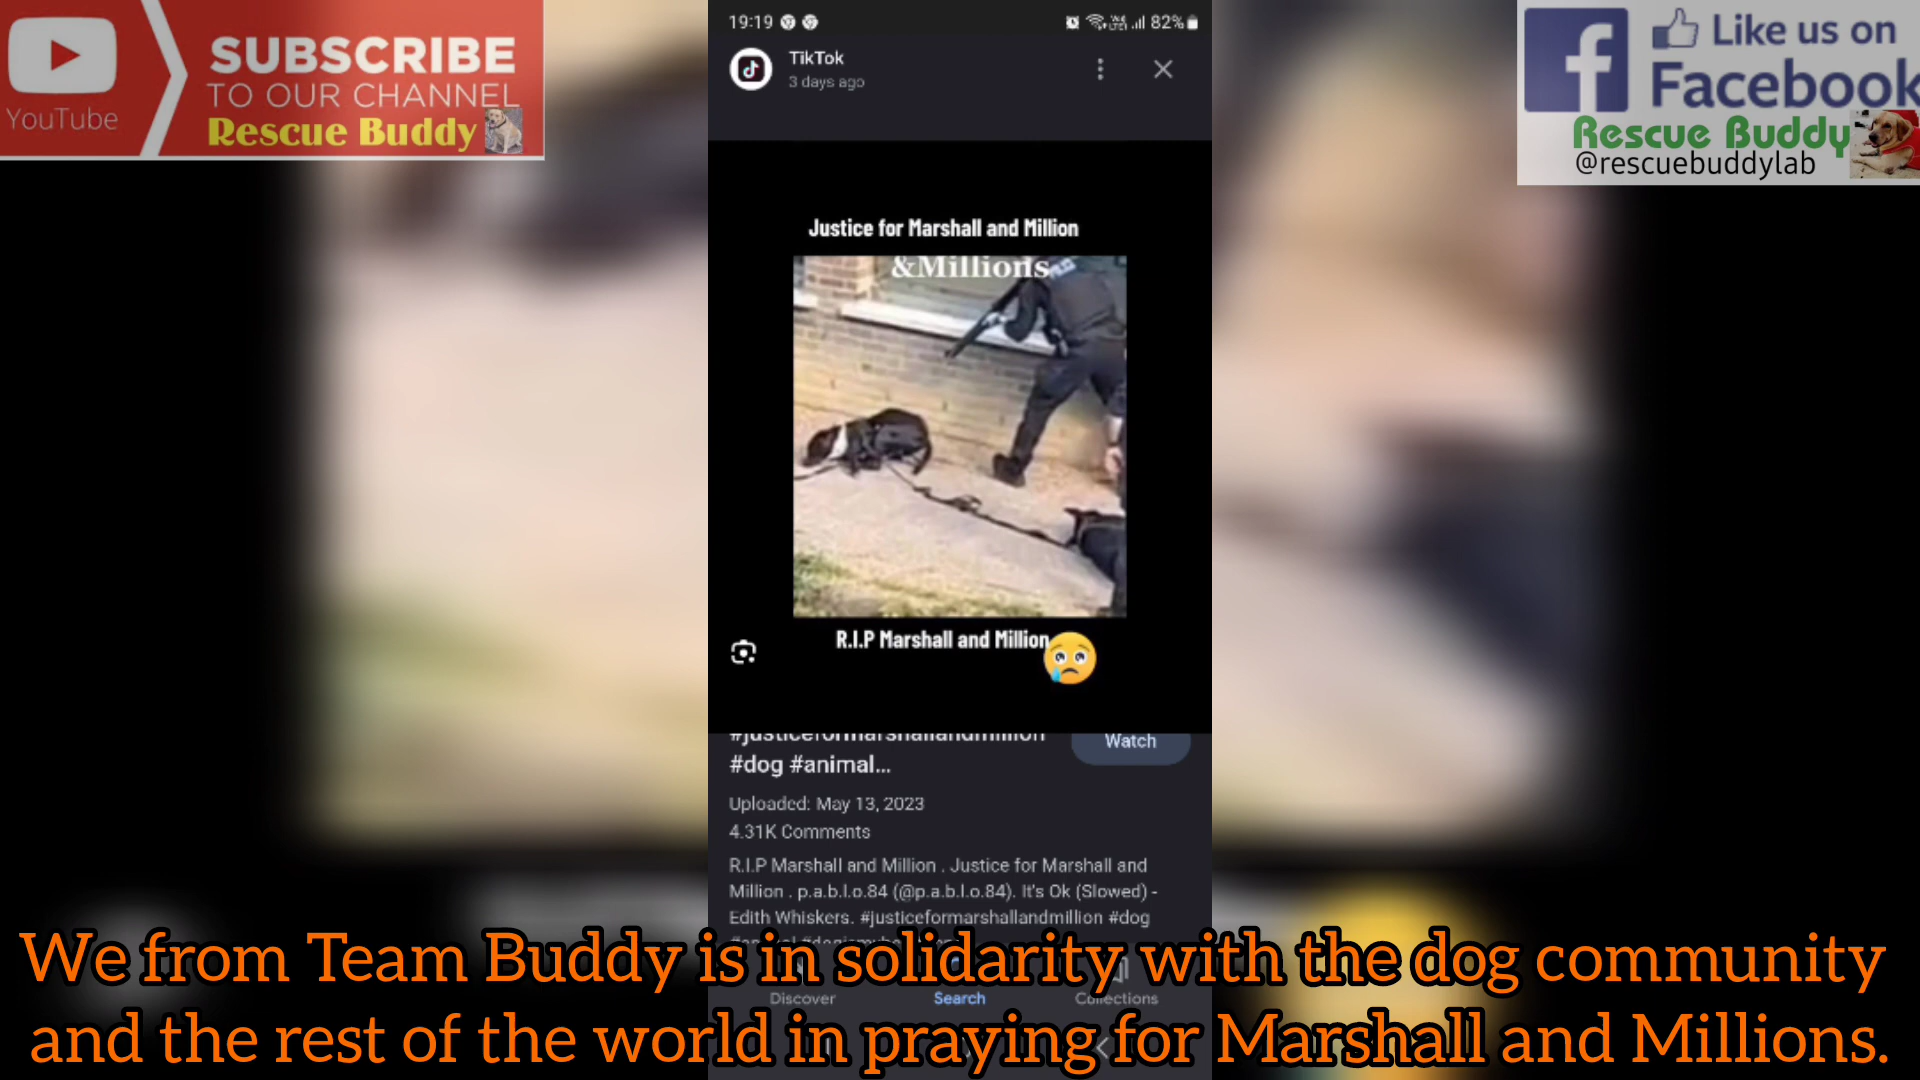 YouTube
SUBSCRIBE
TO OUR CHANNEL
Rescue Buddy
19:19
82%
TikTok
3 days ago
Like us on
Facebook
Rescue Buddy
@rescuebuddylab
Justice for Marshall and Million
&Millions
R.I.P Marshall and Million
#justiceformarshallandmillion
#dog #animal...
Watch
Uploaded: May 13, 2023
4.31K Comments
R.I.P Marshall and Million . Justice for Marshall and
Million . p.a.b.l.o.84 (@p.a.b.l.o.84). It's Ok (Slowed) -
Edith Whiskers. #justiceformarshallandmillion #dog
We from Team Buddy is in solidarity with the dog community
Discover
Search
Collections
and the rest of the world in praying for Marshall and Millions.